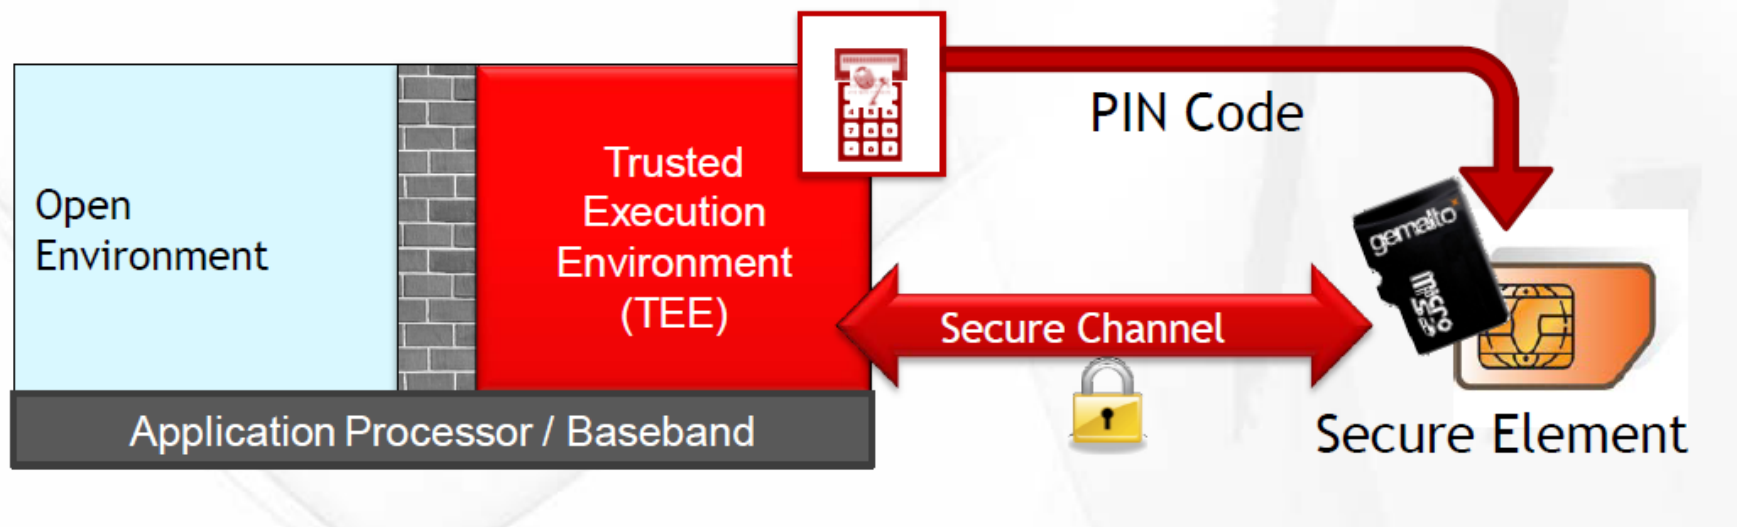 PIN Code
Trusted
Execution
Environment
(TEE)
Open
Environment
gemalto
micro
Secure Channel
Application Processor / Baseband
Secure Element